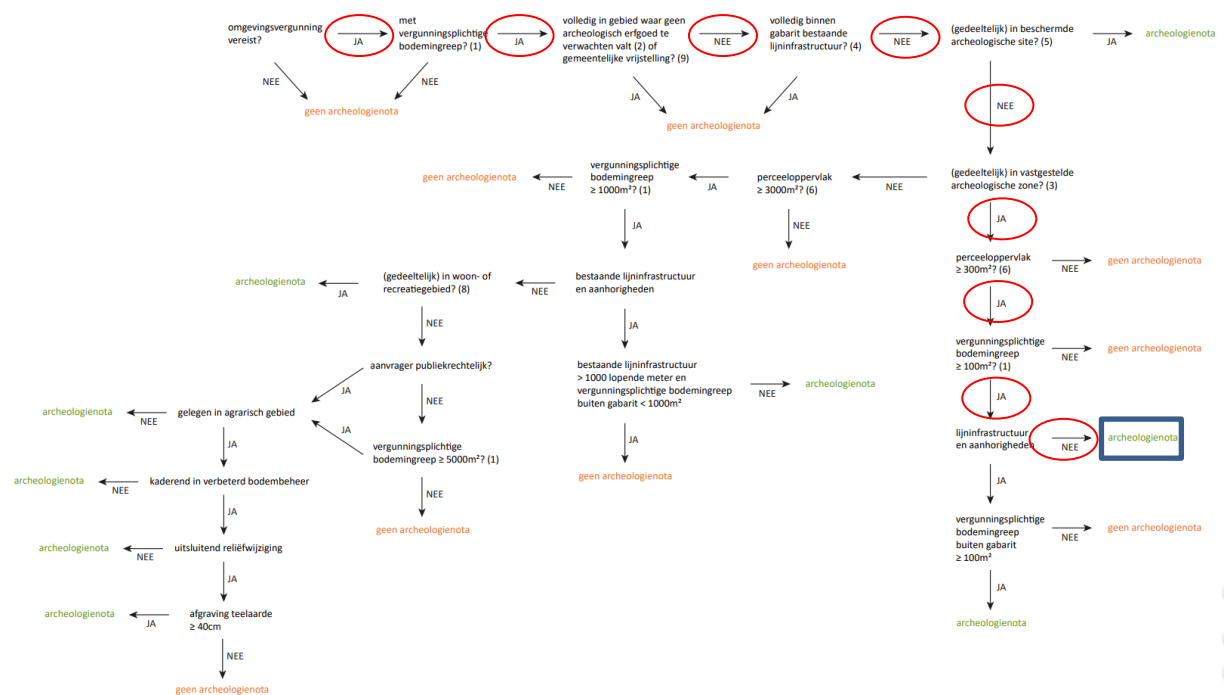 omgevingsvergunning
vereist?
JA
met
vergunningsplichtige
bodemingreep? (1)
JA
volledig in gebied waar geen
archeologisch erfgoed te
verwachten valt (2) of
gemeentelijke vrijstelling? (9)
NEE
volledig binnen
gabarit bestaande
lijninfrastructuur? (4)
NEE
(gedeeltelijk) in beschermde
archeologische site? (5)
JA
archeologienota
NEE
NEE
JA
JA
NEE
geen archeologienota
geen archeologienota
geen archeologienota
NEE
vergunningsplichtige
bodemingreep
≥ 1000m²? (1)
JA
perceeloppervlak
≥ 3000m²? (6)
NEE
(gedeeltelijk) in vastgestelde
archeologische zone? (3)
JA
NEE
JA
geen archeologienota
perceeloppervlak
≥ 300m²? (6)
NEE
geen archeologienota
archeologienota
JA
(gedeeltelijk) in woon- of
recreatiegebied? (8)
NEE
bestaande lijninfrastructuur
en aanhorigheden
JA
NEE
JA
vergunningsplichtige
bodemingreep
≥ 100m²? (1)
NEE
geen archeologienota
aanvrager publiekrechtelijk?
bestaande lijninfrastructuur
> 1000 lopende meter en
vergunningsplichtige bodemingreep
buiten gabarit < 1000m²
NEE
archeologienota
JA
NEE
JA
archeologienota
NEE
gelegen in agrarisch gebied
JA
vergunningsplichtige
bodemingreep ≥ 5000m²? (1)
JA
lijninfrastructuur
en aanhorigheden
NEE
archeologienota
JA
geen archeologienota
JA
archeologienota
NEE
kaderend in verbeterd bodembeheer
NEE
geen archeologienota
JA
vergunningsplichtige
bodemingreep
buiten gabarit
≥ 100m²
NEE
geen archeologienota
archeologienota
NEE
uitsluitend reliëfwijziging
JA
JA
archeologienota
JA
afgraving teelaarde
≥ 40cm
archeologienota
NEE
geen archeologienota